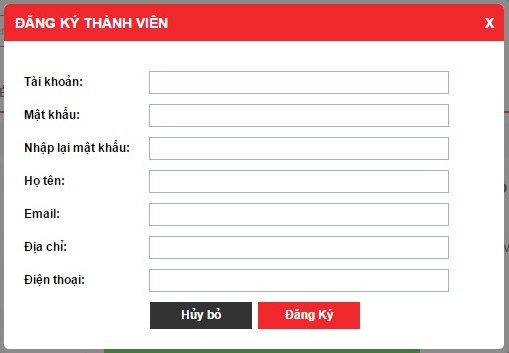 ĐĂNG KÝ THÀNH VIÊN X
Tài khoản:
Mật khẩu:
Nhập lại mật khẩu:
Họ tên:
Email:
Địa chỉ:
Điện thoại:
Hủy bỏ Đăng Ký